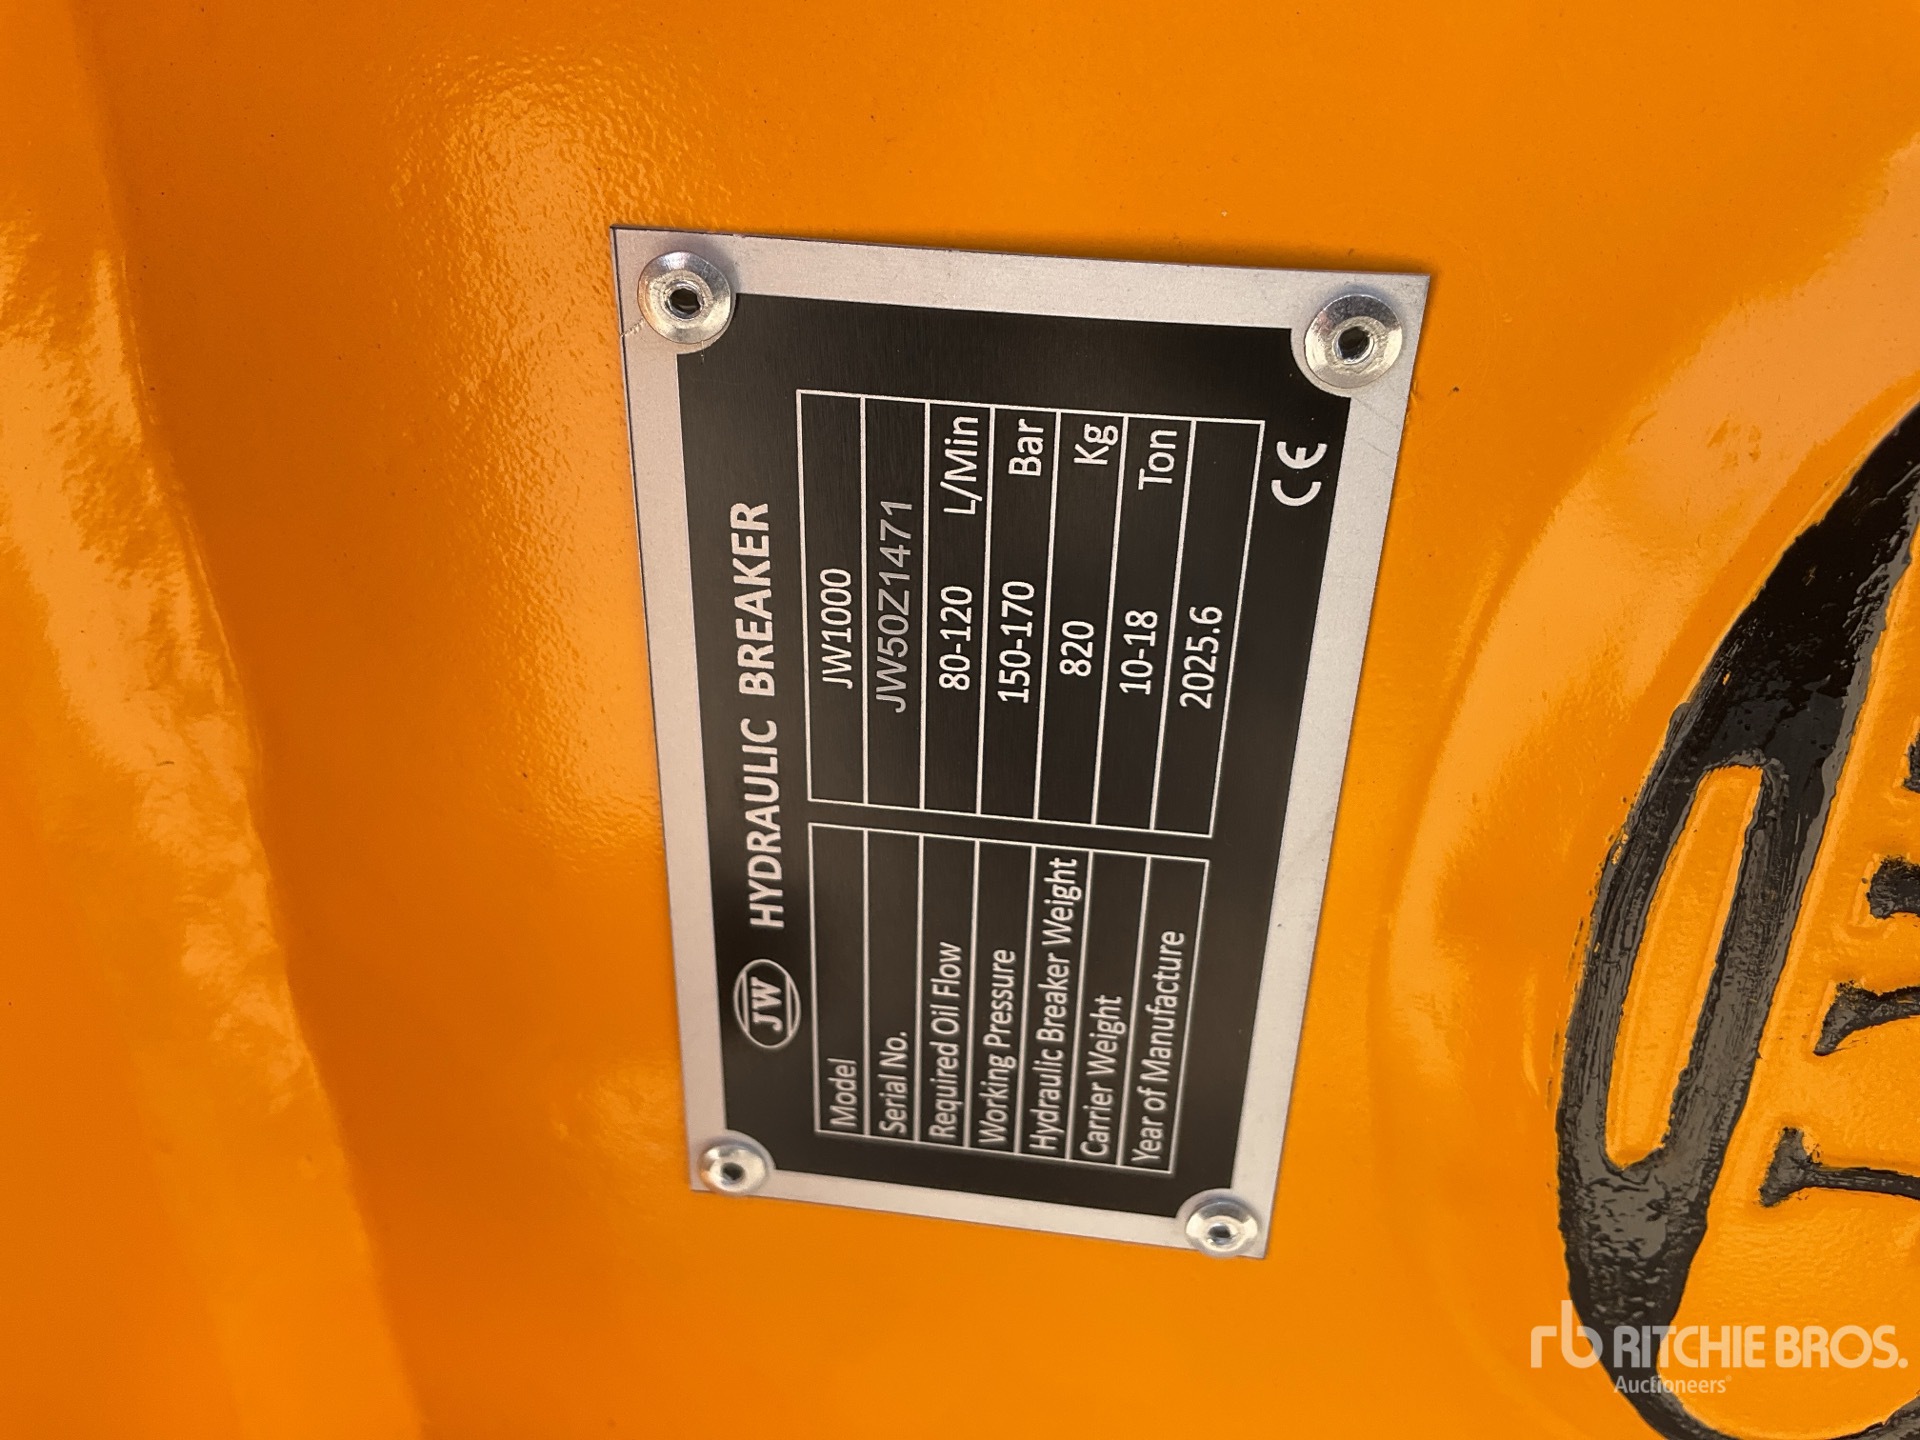 JW HYDRAULIC BREAKER
Model JW1000
Serial No. JW50Z1471
Required Oil Flow 80-120 L/Min
Working Pressure 150-170 Bar
Hydraulic Breaker Weight 820 Kg
Carrier Weight 10-18 Ton
Year of Manufacture 2025.6
CE
rb RITCHIE BROS.
Auctioneers